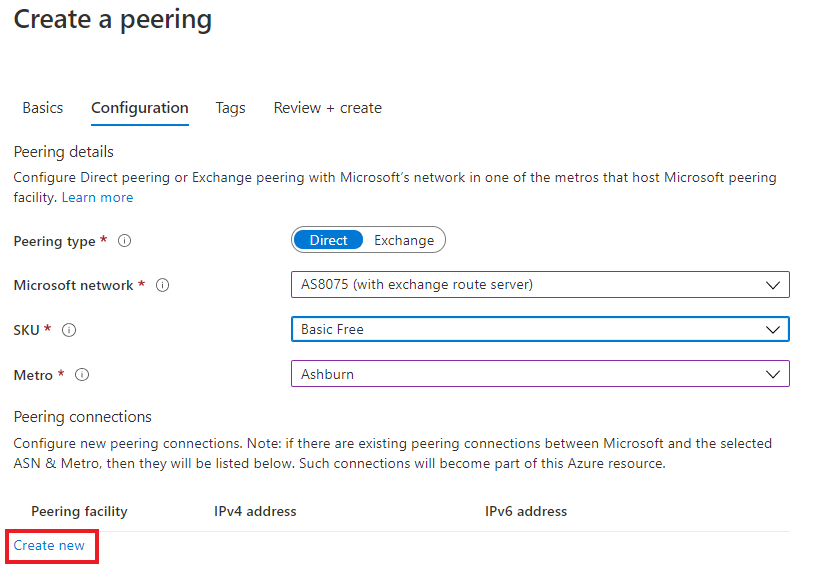 Create a peering
Basics Configuration Tags Review + create
Peering details
Configure Direct peering or Exchange peering with Microsoft's network in one of the metros that host Microsoft peering
facility. Learn more
Peering type * Direct Exchange
Microsoft network * AS8075 (with exchange route server)
SKU * Basic Free
Metro * Ashburn
Peering connections
Configure new peering connections. Note: if there are existing peering connections between Microsoft and the selected
ASN & Metro, then they will be listed below. Such connections will become part of this Azure resource.
Peering facility IPv4 address IPv6 address
Create new